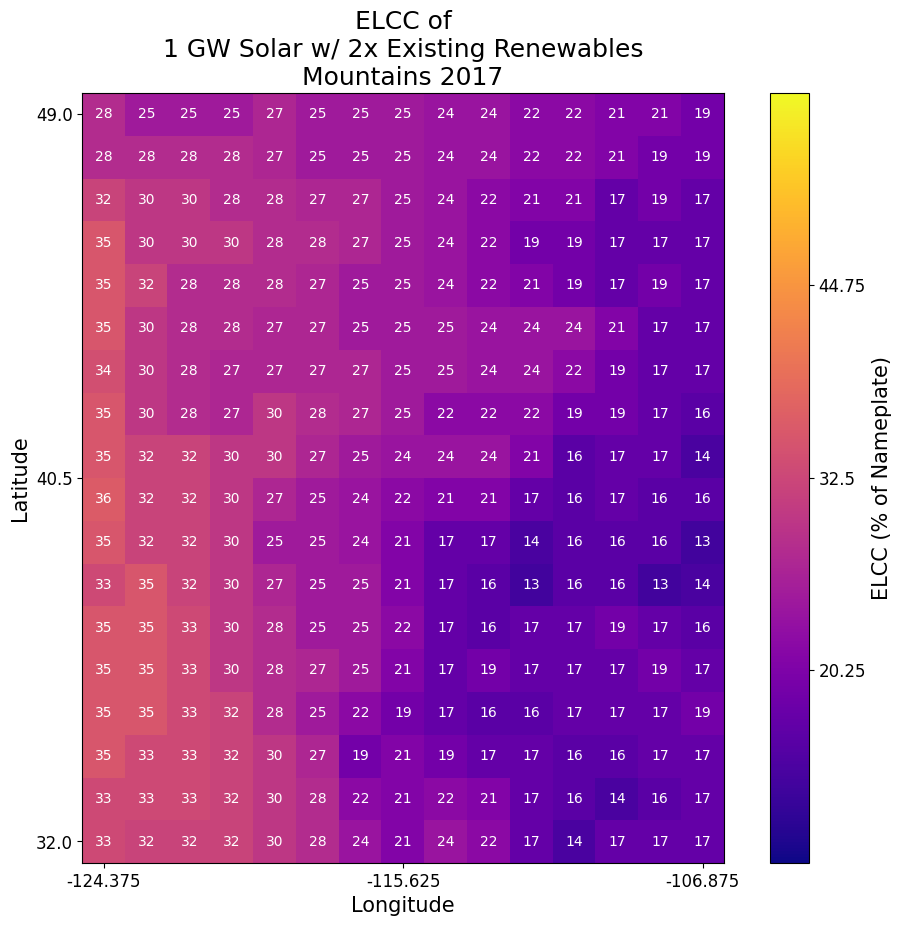 ELCC of
1 GW Solar w/ 2x Existing Renewables
Mountains 2017
49.0 28 25 25 25 27 25 25 25 24 24 22 22 21 21 19
28 28 28 28 27 25 25 25 24 24 22 22 21 19 19
32 30 30 28 28 27 27 25 24 22 21 21 17 19 17
35 30 30 30 28 28 27 25 24 22 19 19 17 17 17
35 32 28 28 28 27 25 25 24 22 21 19 17 19 17
44.75
35 30 28 28 27 27 25 25 25 24 24 24 21 17 17
34 30 28 27 27 27 27 25 25 24 24 22 19 17 17
35 30 28 27 30 28 27 25 22 22 22 19 19 17 16
35 32 32 30 30 27 25 24 24 24 21 16 17 17 14
40.5
32.5
36 32 32 30 27 25 24 22 21 21 17 16 17 16 16
35 32 32 30 25 25 24 21 17 17 14 16 16 16 13
33 35 32 30 27 25 25 21 17 16 13 16 16 13 14
35 35 33 30 28 25 25 22 17 16 17 17 19 17 16
35 35 33 30 28 27 25 21 17 19 17 17 17 19 17
20.25
35 35 33 32 28 25 22 19 17 16 16 17 17 17 19
35 33 33 32 30 27 19 21 19 17 17 16 16 17 17
33 33 33 32 30 28 22 21 22 21 17 16 14 16 17
32.0 33 32 32 32 30 28 24 21 24 22 17 14 17 17 17
-124.375 -115.625 -106.875
Longitude
Latitude
ELCC (% of Nameplate)